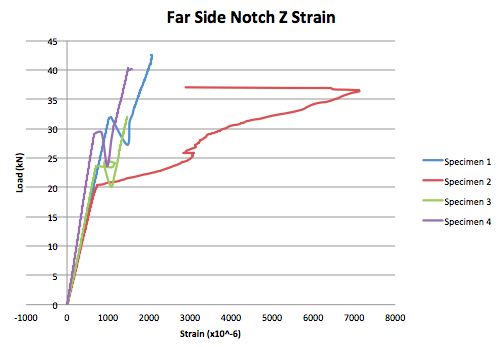 Far Side Notch Z Strain
45
40
35
30
25
20
15
10
5
0
Load (kN)
-1000 0 1000 2000 3000 4000 5000 6000 7000 8000
Strain (x10^-6)
Specimen 1
Specimen 2
Specimen 3
Specimen 4